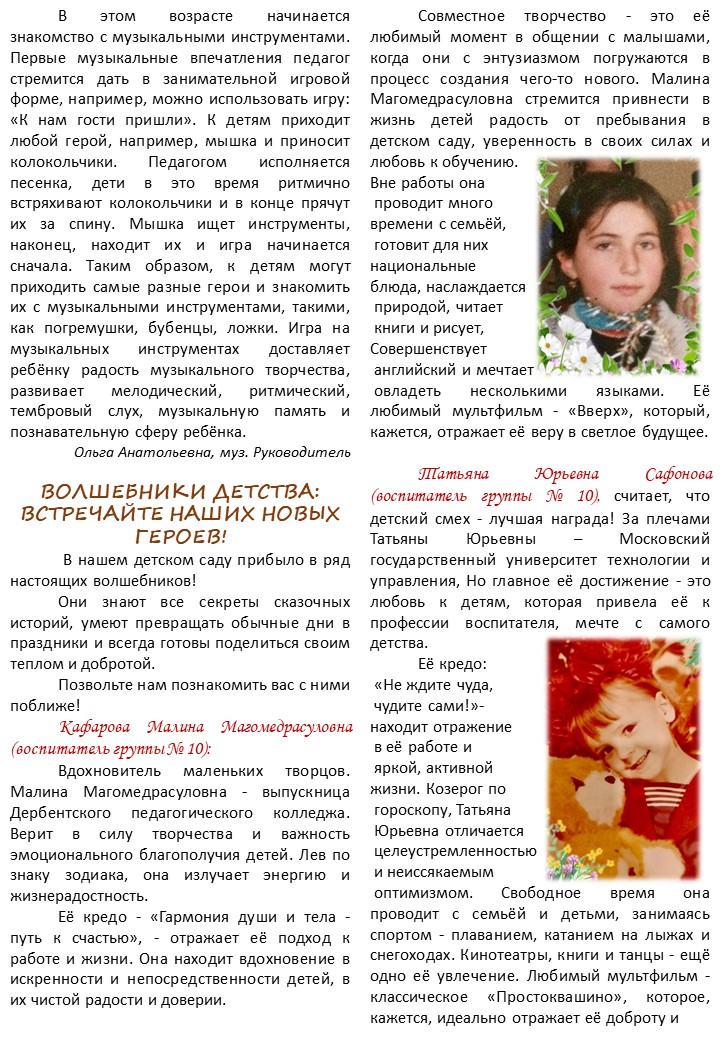 В этом возрасте начинается
знакомство с музыкальными инструментами.
Первые музыкальные впечатления педагог
стремится дать в занимательной игровой
форме, например, можно использовать игру:
«К нам гости пришли». К детям приходит
любой герой, например, мышка и приносит
колокольчики. Педагогом исполняется
песенка, дети в это время ритмично
встряхивают колокольчики и в конце прячут
их за спину. Мышка ищет инструменты,
наконец, находит их и игра начинается
сначала. Таким образом, к детям могут
приходить самые разные герои и знакомить
их с музыкальными инструментами, такими,
как погремушки, бубенцы, ложки. Игра на
музыкальных инструментах доставляет
ребёнку радость музыкального творчества,
развивает мелодический, ритмический,
тембровый слух, музыкальную память и
познавательную сферу ребёнка.
Ольга Анатольевна, муз. Руководитель
ВОЛШЕБНИКИ ДЕТСТВА:
ВСТРЕЧАЙТЕ НАШИХ НОВЫХ
ГЕРОЕВ!
В нашем детском саду прибыло в ряд
настоящих волшебников!
Они знают все секреты сказочных
историй, умеют превращать обычные дни в
праздники и всегда готовы поделиться своим
теплом и добротой.
Позвольте нам познакомить вас с ними
поближе!
Кафарова Малина Магомедрасуловна
(воспитатель группы № 10):
Вдохновитель маленьких творцов.
Малина Магомедрасуловна - выпускница
Дербентского педагогического колледжа.
Верит в силу творчества и важность
эмоционального благополучия детей. Лев по
знаку зодиака, она излучает энергию и
жизнерадостность.
Её кредо - «Гармония души и тела -
путь к счастью», - отражает её подход к
работе и жизни. Она находит вдохновение в
искренности и непосредственности детей, в
их чистой радости и доверии.
Совместное творчество - это её
любимый момент в общении с малышами,
когда они с энтузиазмом погружаются в
процесс создания чего-то нового. Малина
Магомедрасуловна стремится привнести в
жизнь детей радость от пребывания в
детском саду, уверенность в своих силах и
любовь к обучению.
Вне работы она
проводит много
времени с семьёй,
готовит для них
национальные
блюда, наслаждается
природой, читает
книги и рисует,
Совершенствует
английский и мечтает
овладеть несколькими языками. Её
любимый мультфильм - «Вверх», который,
кажется, отражает её веру в светлое будущее.
Татьяна Юрьевна Сафонова
(воспитатель группы № 10), считает, что
детский смех - лучшая награда! За плечами
Татьяны Юрьевны – Московский
государственный университет технологии и
управления, Но главное её достижение - это
любовь к детям, которая привела её к
профессии воспитателя, мечте с самого
детства.
Её кредо:
«Не ждите чуда,
чудите сами!»-
находит отражение
в её работе и
яркой, активной
жизни. Козерог по
гороскопу, Татьяна
Юрьевна отличается
целеустремленностью
и неиссякаемым
оптимизмом. Свободное время она
проводит с семьёй и детьми, занимаясь
спортом - плаванием, катанием на лыжах и
снегоходах. Кинотеатры, книги и танцы - ещё
одно её увлечение. Любимый мультфильм -
классическое «Простоквашино», которое,
кажется, идеально отражает её доброту и